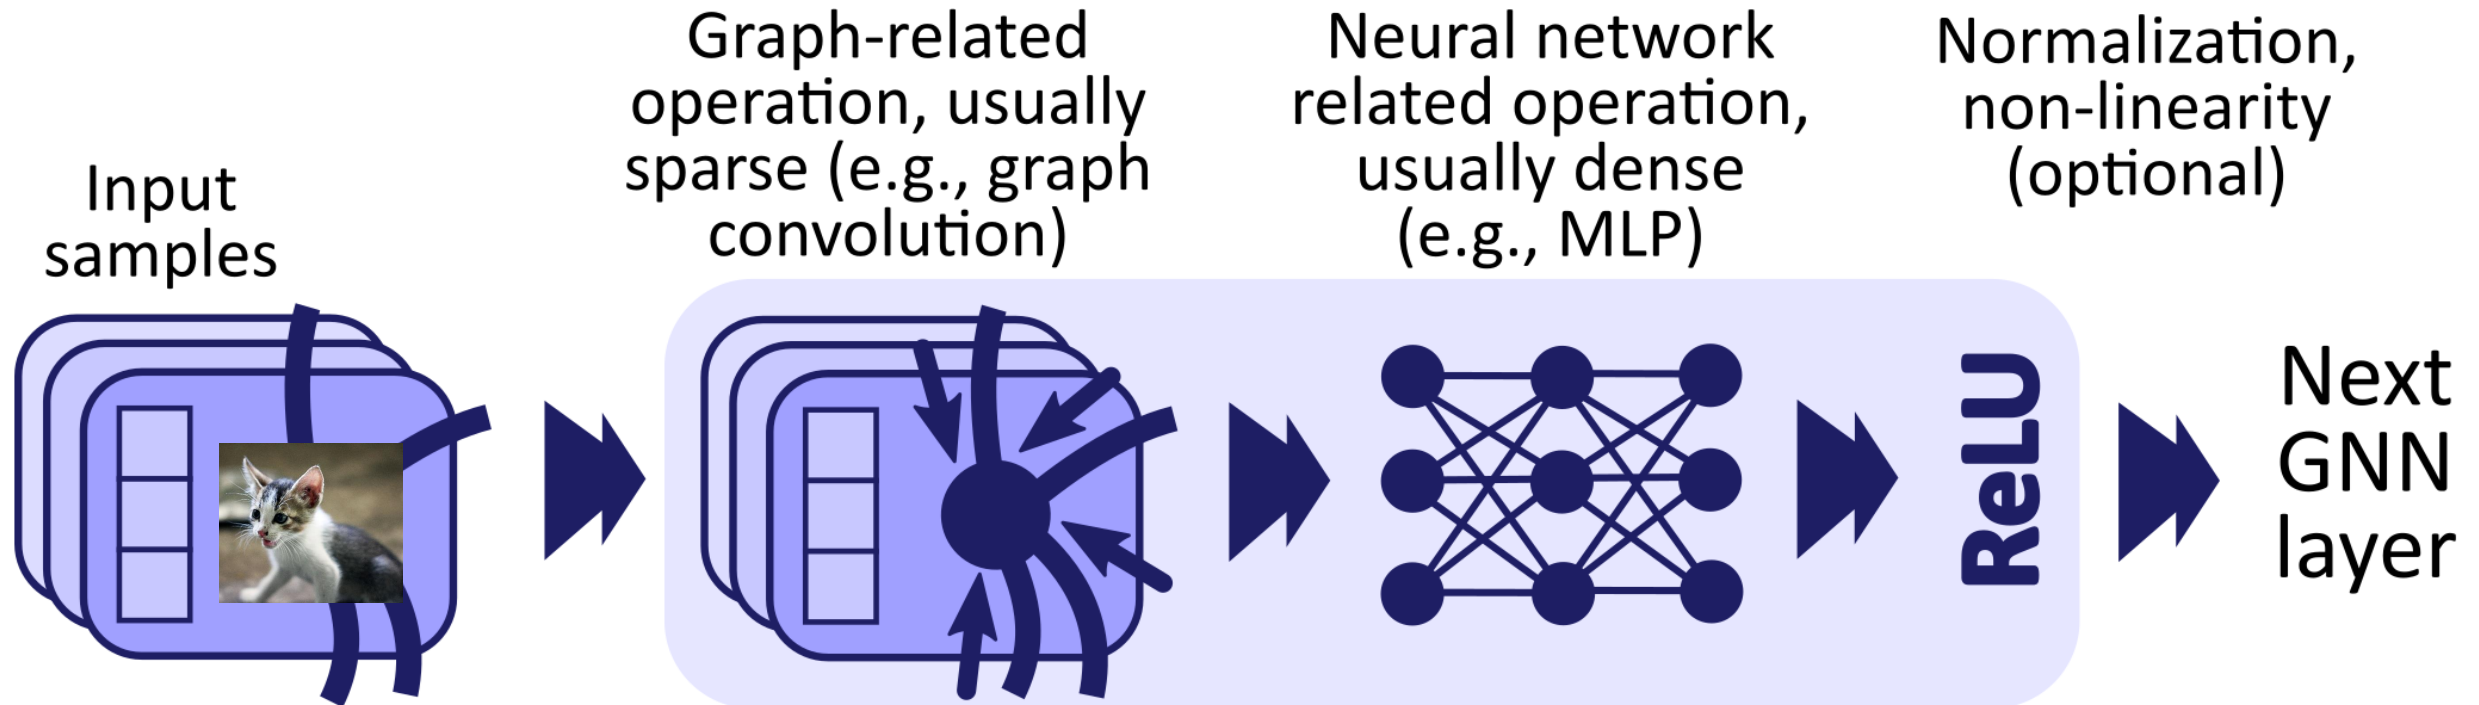 Input
samples
Graph-related
operation, usually
sparse (e.g., graph
convolution)
Neural network
related operation,
usually dense
(e.g., MLP)
Normalization,
non-linearity
(optional)
ReLU
Next
GNN
layer